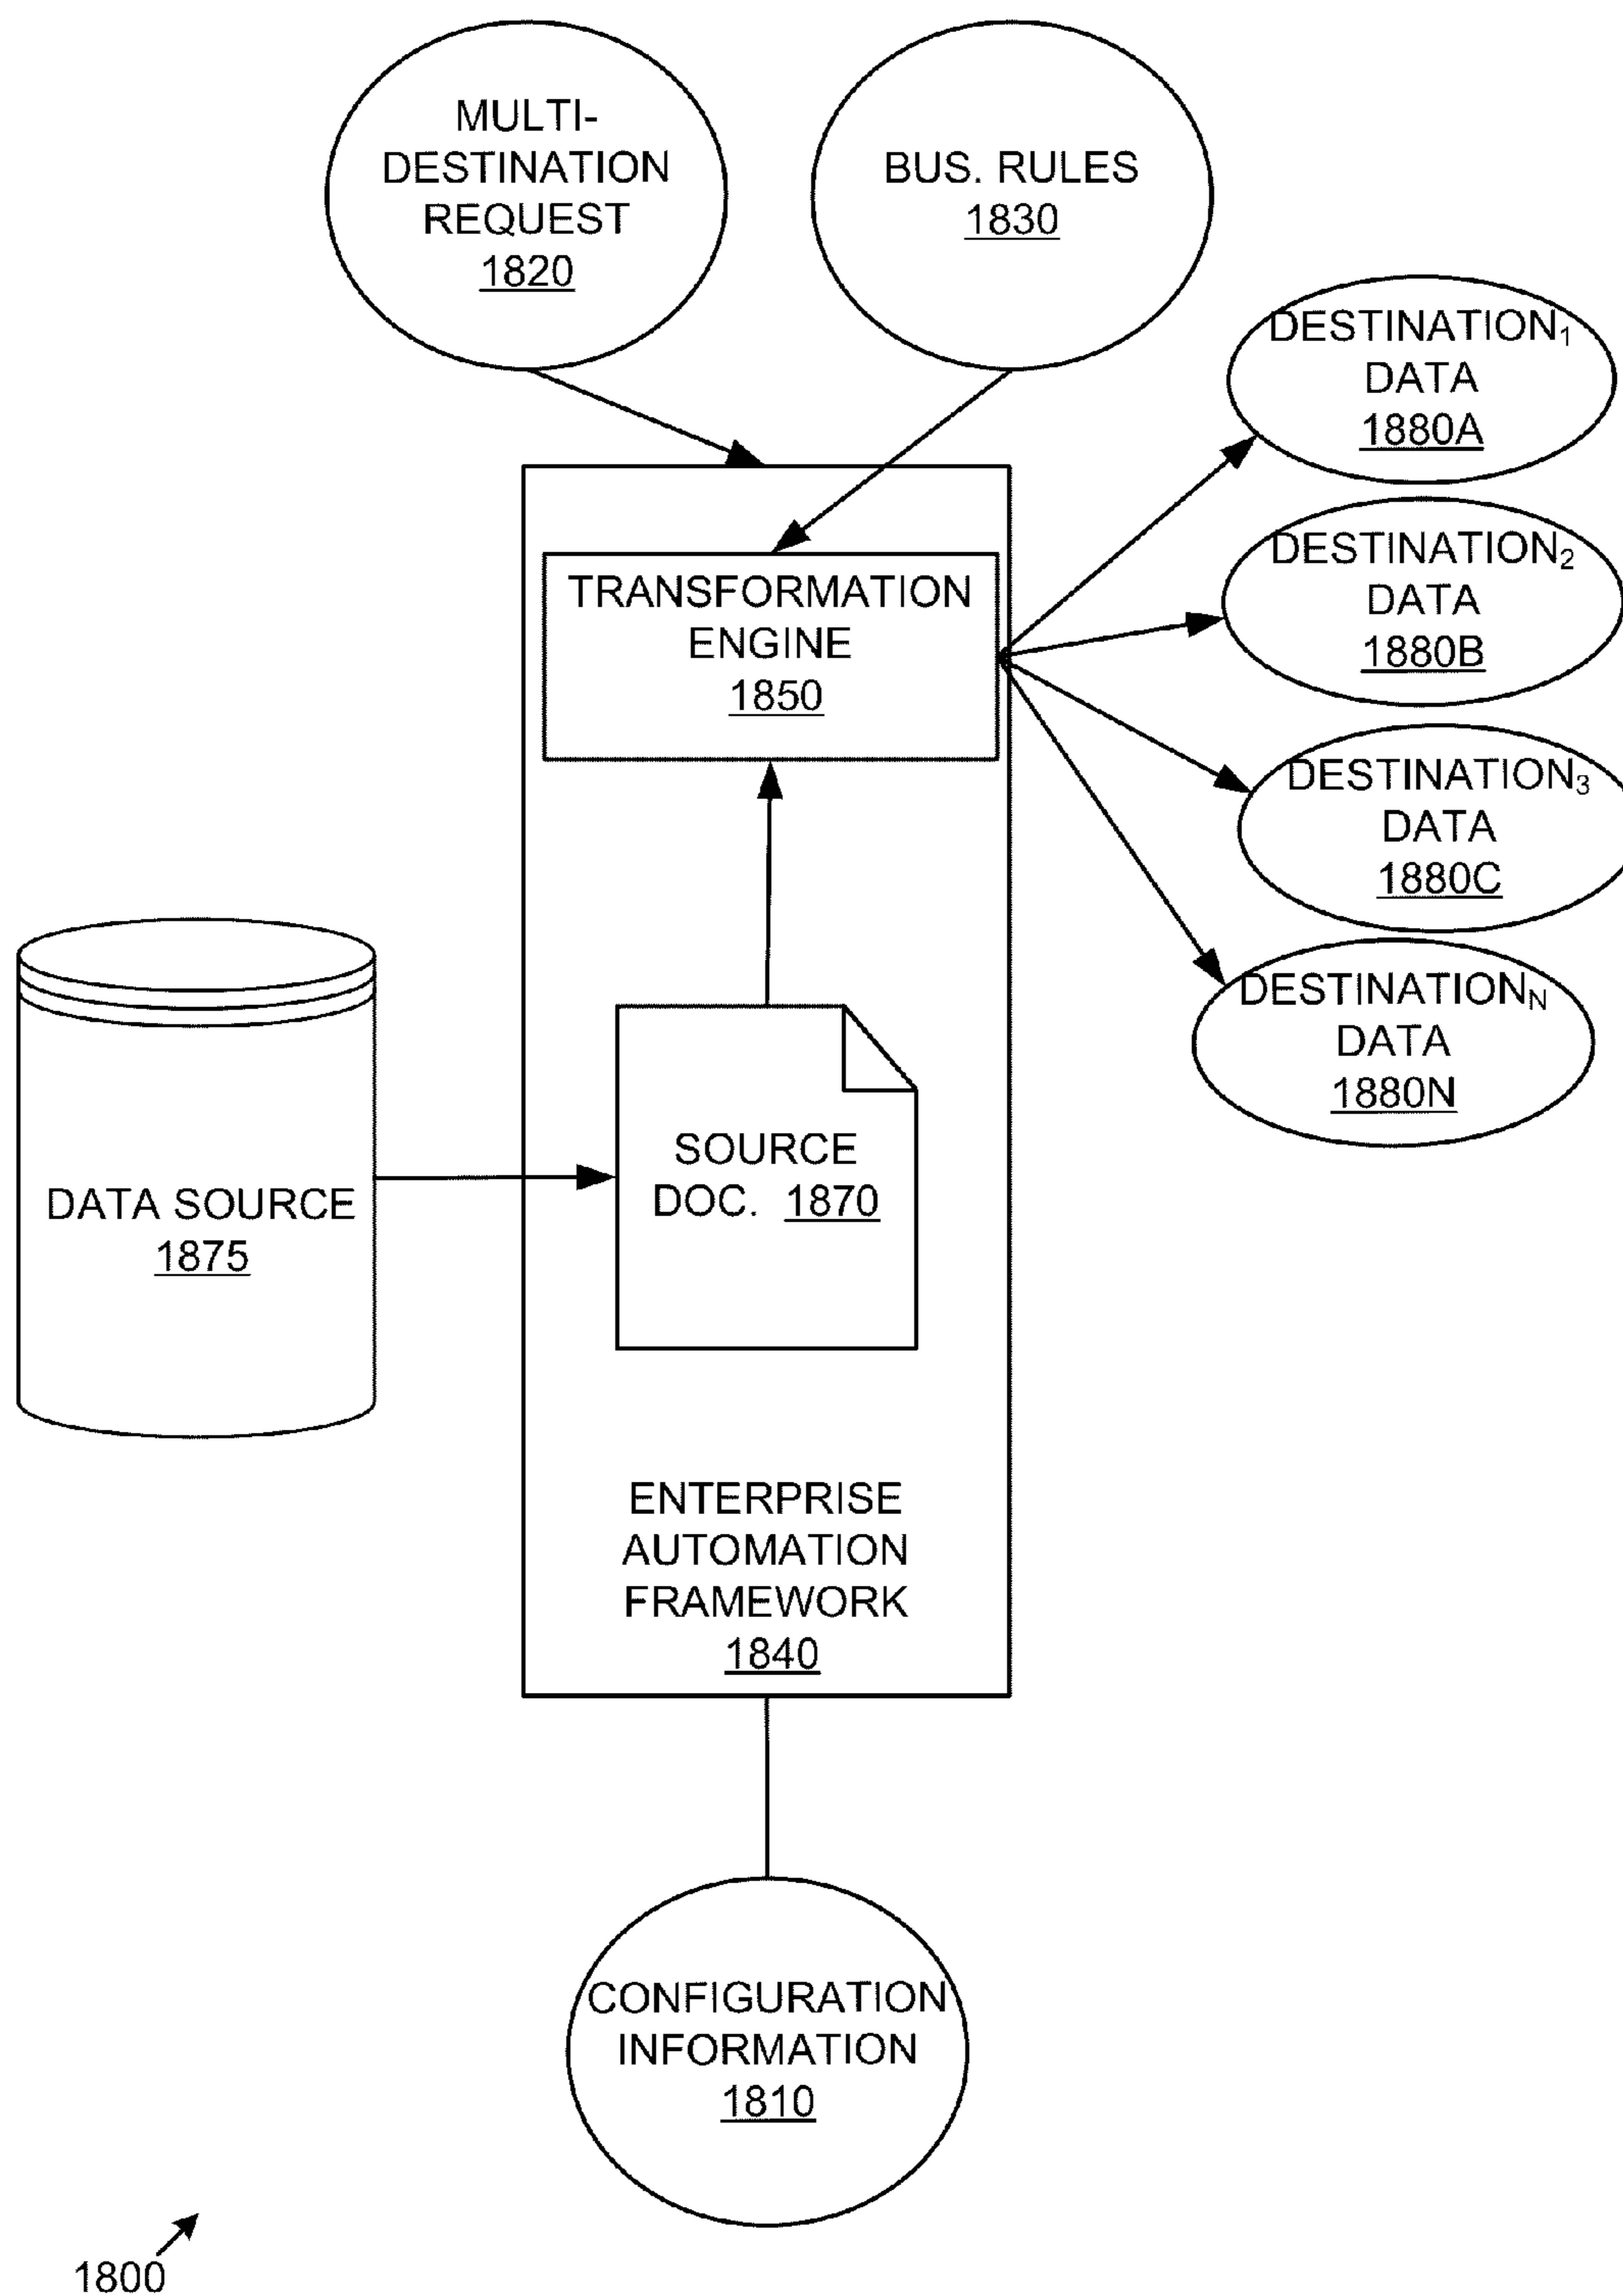 MULTI-
DESTINATION
REQUEST
1820
BUS. RULES
1830
DESTINATION₁
DATA
1880A
DESTINATION₂
DATA
1880B
TRANSFORMATION
ENGINE
1850
DESTINATION₃
DATA
1880C
DESTINATIONN
DATA
1880N
SOURCE
DOC. 1870
DATA SOURCE
1875
ENTERPRISE
AUTOMATION
FRAMEWORK
1840
CONFIGURATION
INFORMATION
1810
1800